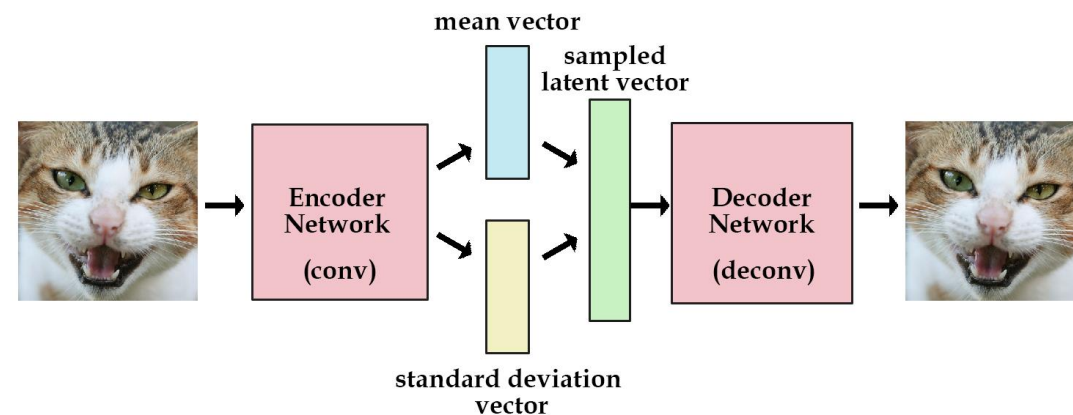 mean vector
sampled
latent vector
Encoder
Network
(conv)
Decoder
Network
(deconv)
standard deviation
vector